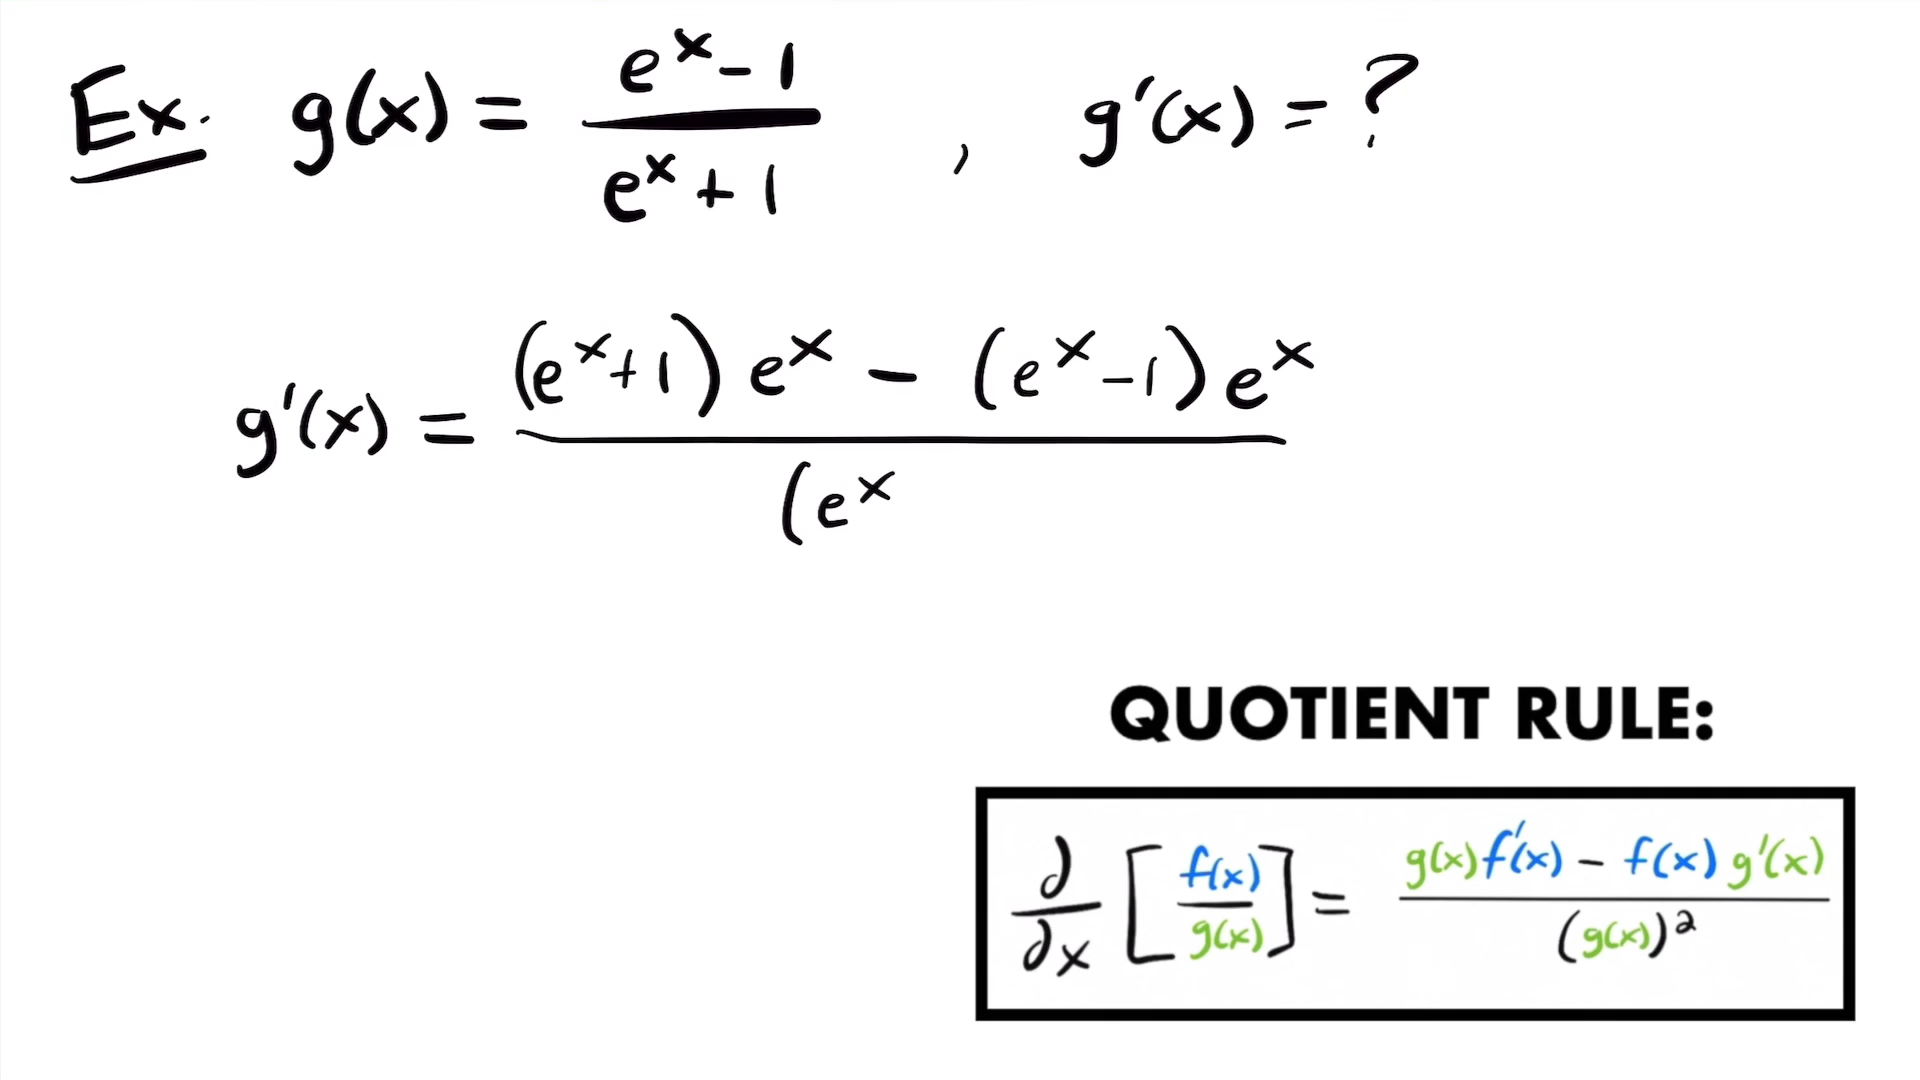 Ex. g(x) = (e^x - 1)/(e^x + 1) , g'(x) = ?
g'(x) = ((e^x + 1) e^x - (e^x - 1) e^x)/(e^x
QUOTIENT RULE:
∂/∂x [f(x)/g(x)] = (g(x)f'(x) - f(x)g'(x))/(g(x))^2